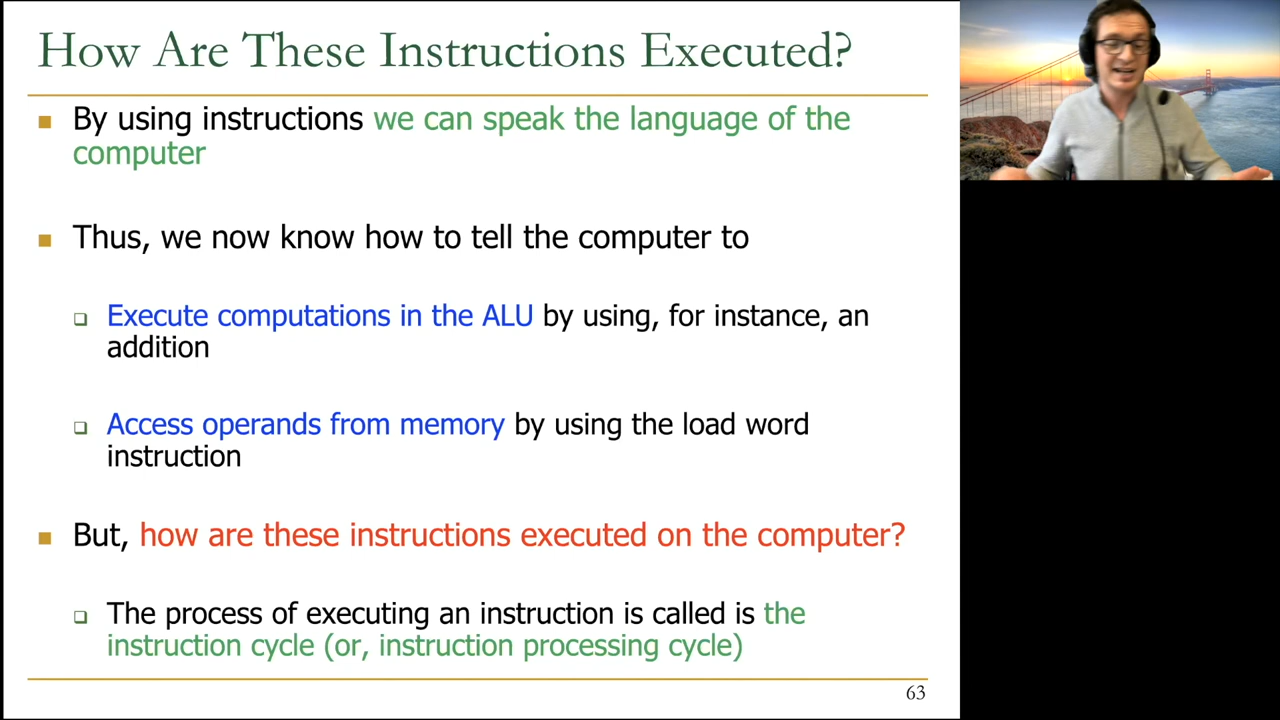 How Are These Instructions Executed?
By using instructions we can speak the language of the
computer
Thus, we now know how to tell the computer to
Execute computations in the ALU by using, for instance, an
addition
Access operands from memory by using the load word
instruction
But, how are these instructions executed on the computer?
The process of executing an instruction is called is the
instruction cycle (or, instruction processing cycle)
63